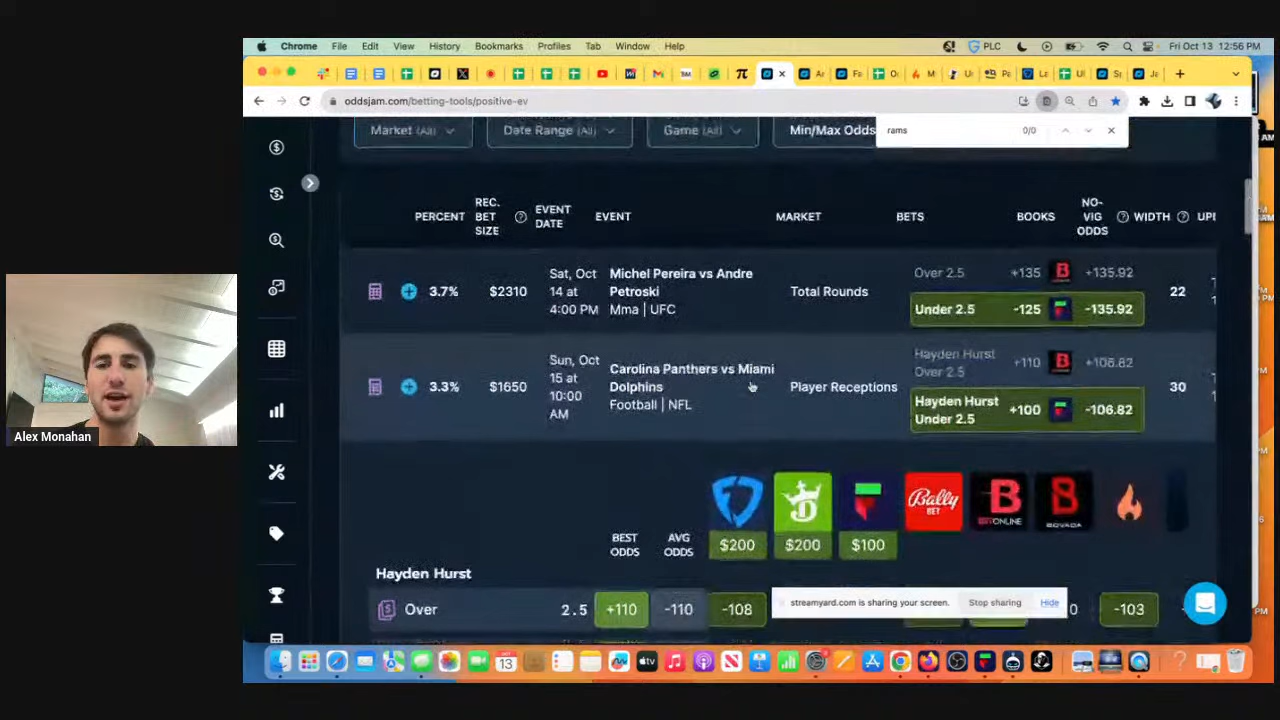 Chrome File Edit View History Bookmarks Profiles Tab Window Help
PLC
Fri Oct 13 12:56 PM
oddsjam.com/betting-tools/positive-ev
rams
0/0
Market (All)
Date Range (All)
Game (All)
Min/Max Odds
PERCENT
REC. BET SIZE
EVENT DATE
EVENT
MARKET
BETS
BOOKS
NO-VIG ODDS
WIDTH
3.7%
$2310
Sat, Oct 14 at 4:00 PM
Michel Pereira vs Andre Petroski
Mma | UFC
Total Rounds
Over 2.5
+135
+135.92
Under 2.5
-125
-135.92
22
3.3%
$1650
Sun, Oct 15 at 10:00 AM
Carolina Panthers vs Miami Dolphins
Football | NFL
Player Receptions
Hayden Hurst Over 2.5
+110
+106.82
Hayden Hurst Under 2.5
+100
-106.82
30
Bally BET
BETONLINE
BOVADA
BEST ODDS
AVG ODDS
$200
$200
$100
Hayden Hurst
Over
2.5
+110
-110
-108
-103
streamyard.com is sharing your screen.
Stop sharing
Hide
Alex Monahan